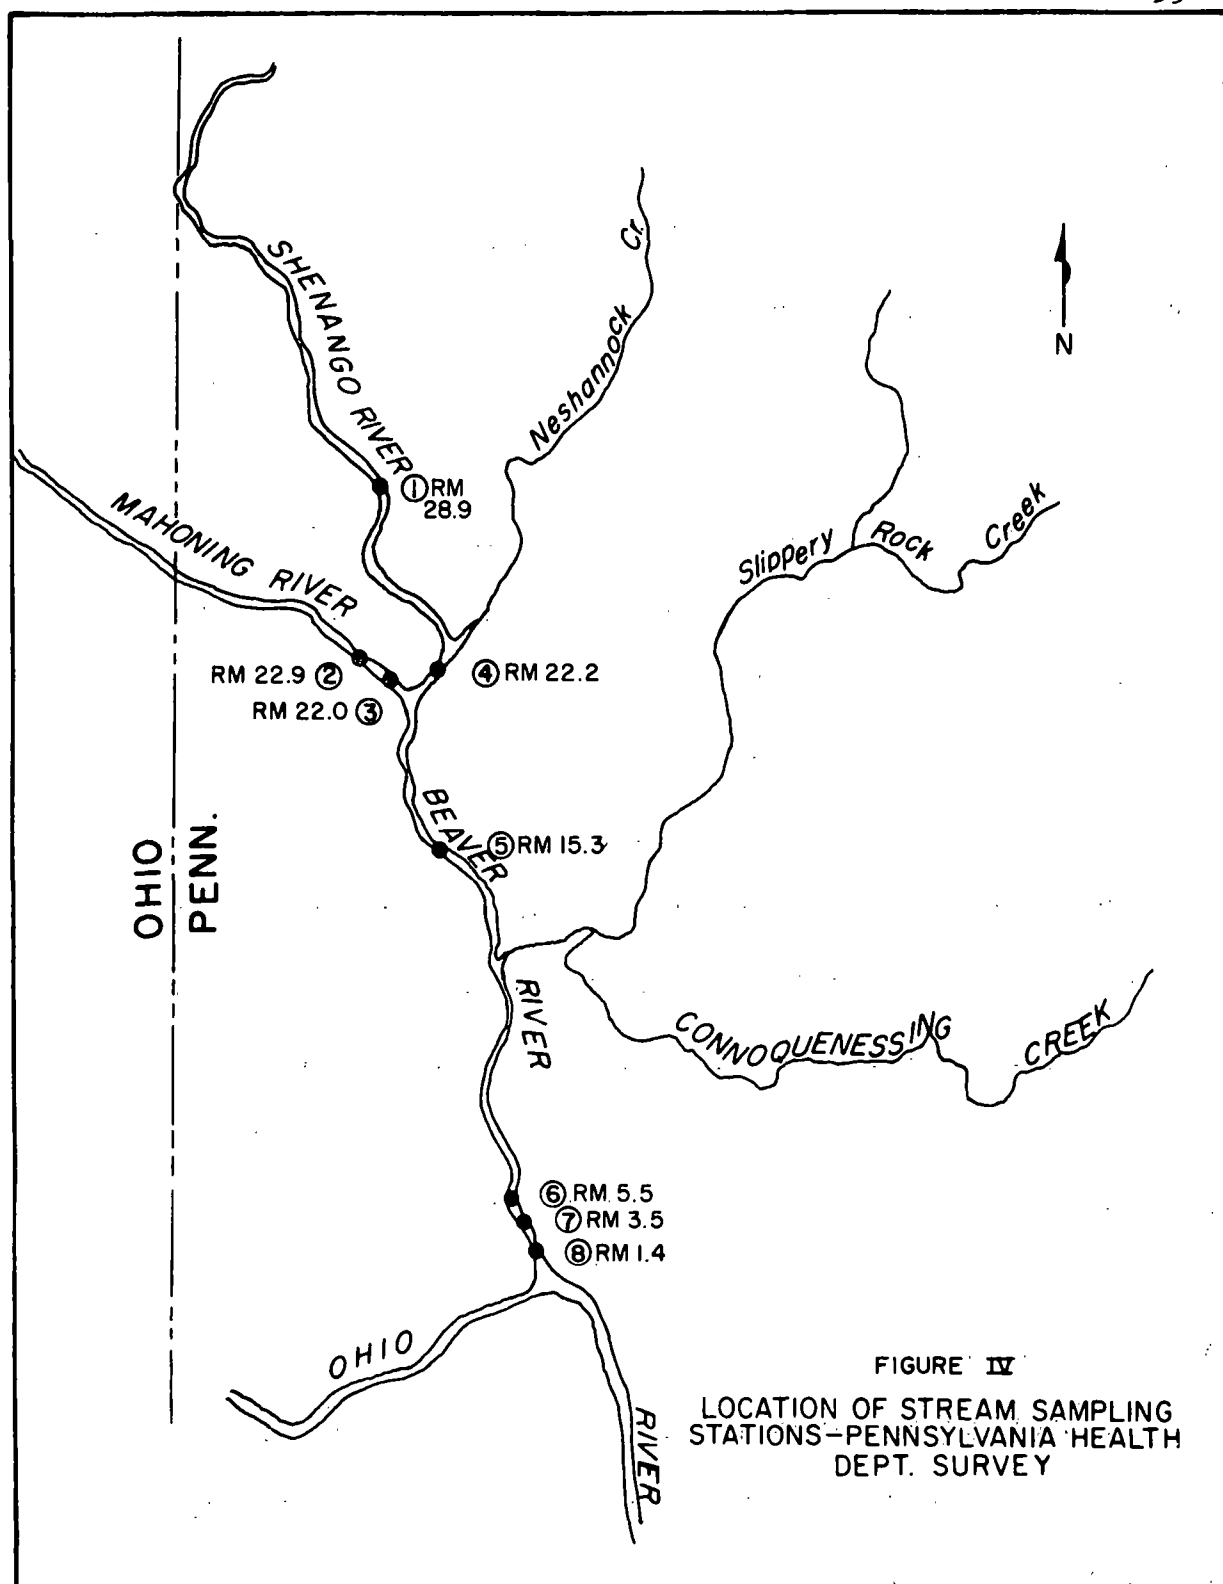 SHENANGO RIVER
Neshannock Cr.
N
① RM
28.9
MAHONING RIVER
Slippery Rock Creek
RM 22.9 ②
④ RM 22.2
RM 22.0 ③
BEAVER RIVER
⑤ RM 15.3
OHIO
PENN.
CONNOQUENESSING CREEK
⑥ RM 5.5
⑦ RM 3.5
⑧ RM 1.4
OHIO RIVER
FIGURE IV
LOCATION OF STREAM SAMPLING
STATIONS-PENNSYLVANIA HEALTH
DEPT. SURVEY